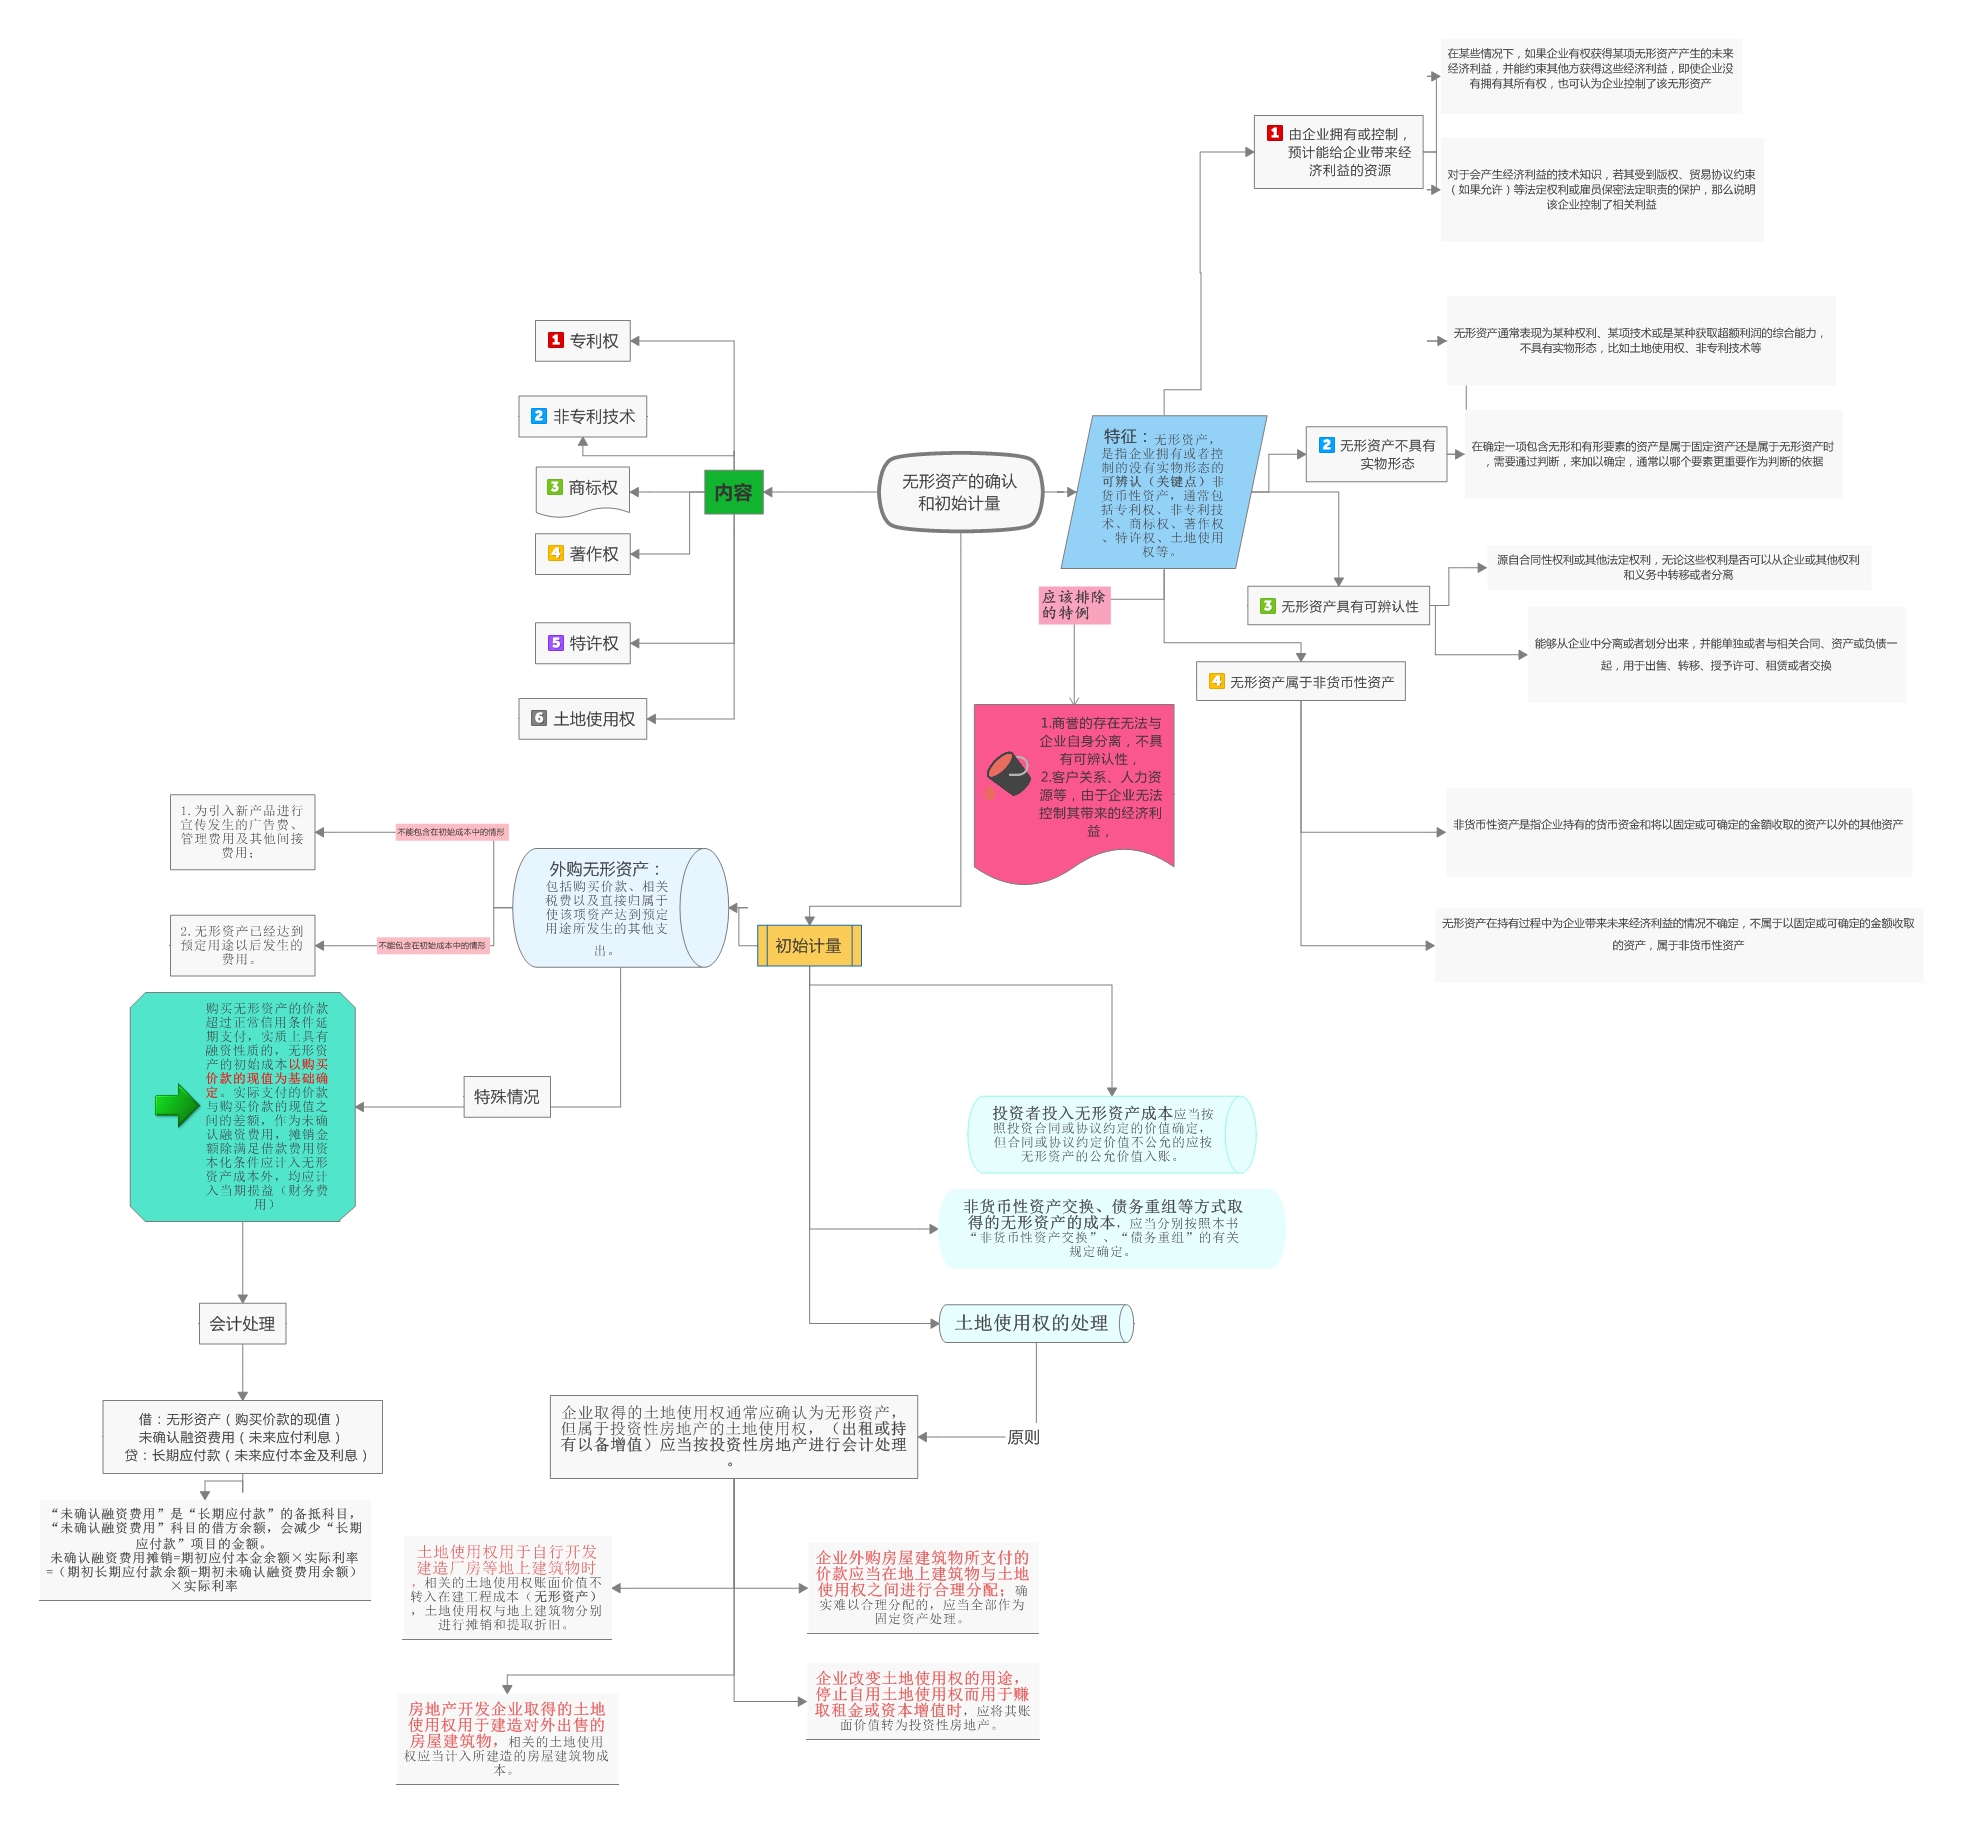 无形资产的确认
和初始计量
内容
1 专利权
2 非专利技术
3 商标权
4 著作权
5 特许权
6 土地使用权
特征：无形资产，
是指企业拥有或者控
制的没有实物形态的
可辨认（关键点）非
货币性资产，通常包
括专利权、非专利技
术、商标权、著作权
、特许权、土地使用
权等。
1 由企业拥有或控制，
预计能给企业带来经
济利益的资源
在某些情况下，如果企业有权获得某项无形资产产生的未来
经济利益，并能约束其他方获得这些经济利益，即使企业没
有拥有其所有权，也可认为企业控制了该无形资产
对于会产生经济利益的技术知识，若其受到版权、贸易协议约束
（如果允许）等法定权利或雇员保密法定职责的保护，那么说明
该企业控制了相关利益
2 无形资产不具有
实物形态
无形资产通常表现为某种权利、某项技术或是某种获取超额利润的综合能力，
不具有实物形态，比如土地使用权、非专利技术等
在确定一项包含无形和有形要素的资产是属于固定资产还是属于无形资产时
，需要通过判断，来加以确定，通常以哪个要素更重要作为判断的依据
3 无形资产具有可辨认性
源自合同性权利或其他法定权利，无论这些权利是否可以从企业或其他权利
和义务中转移或者分离
能够从企业中分离或者划分出来，并能单独或者与相关合同、资产或负债一
起，用于出售、转移、授予许可、租赁或者交换
4 无形资产属于非货币性资产
非货币性资产是指企业持有的货币资金和将以固定或可确定的金额收取的资产以外的其他资产
无形资产在持有过程中为企业带来未来经济利益的情况不确定，不属于以固定或可确定的金额收取
的资产，属于非货币性资产
应该排除
的特例
1.商誉的存在无法与
企业自身分离，不具
有可辨认性，
2.客户关系、人力资
源等，由于企业无法
控制其带来的经济利
益，
初始计量
外购无形资产：
包括购买价款、相关
税费以及直接归属于
使该项资产达到预定
用途所发生的其他支
出。
不能包含在初始成本中的情形
1.为引入新产品进行
宣传发生的广告费、
管理费用及其他间接
费用；
不能包含在初始成本中的情形
2.无形资产已经达到
预定用途以后发生的
费用。
特殊情况
购买无形资产的价款
超过正常信用条件延
期支付，实质上具有
融资性质的，无形资
产的初始成本以购买
价款的现值为基础确
定。实际支付的价款
与购买价款的现值之
间的差额，作为未确
认融资费用，摊销金
额除满足借款费用资
本化条件应计入无形
资产成本外，均应计
入当期损益（财务费
用）
会计处理
借：无形资产（购买价款的现值）
未确认融资费用（未来应付利息）
贷：长期应付款（未来应付本金及利息）
“未确认融资费用”是“长期应付款”的备抵科目，
“未确认融资费用”科目的借方余额，会减少“长期
应付款”项目的金额。
未确认融资费用摊销=期初应付本金余额×实际利率
=（期初长期应付款余额-期初未确认融资费用余额）
×实际利率
投资者投入无形资产成本应当按
照投资合同或协议约定的价值确定，
但合同或协议约定价值不公允的应按
无形资产的公允价值入账。
非货币性资产交换、债务重组等方式取
得的无形资产的成本，应当分别按照本书
“非货币性资产交换”、“债务重组”的有关
规定确定。
土地使用权的处理
原则
企业取得的土地使用权通常应确认为无形资产，
但属于投资性房地产的土地使用权，（出租或持
有以备增值）应当按投资性房地产进行会计处理
。
土地使用权用于自行开发
建造厂房等地上建筑物时
，相关的土地使用权账面价值不
转入在建工程成本（无形资产）
，土地使用权与地上建筑物分别
进行摊销和提取折旧。
企业外购房屋建筑物所支付的
价款应当在地上建筑物与土地
使用权之间进行合理分配；确
实难以合理分配的，应当全部作为
固定资产处理。
房地产开发企业取得的土地
使用权用于建造对外出售的
房屋建筑物，相关的土地使用
权应当计入所建造的房屋建筑物成
本。
企业改变土地使用权的用途，
停止自用土地使用权而用于赚
取租金或资本增值时，应将其账
面价值转为投资性房地产。